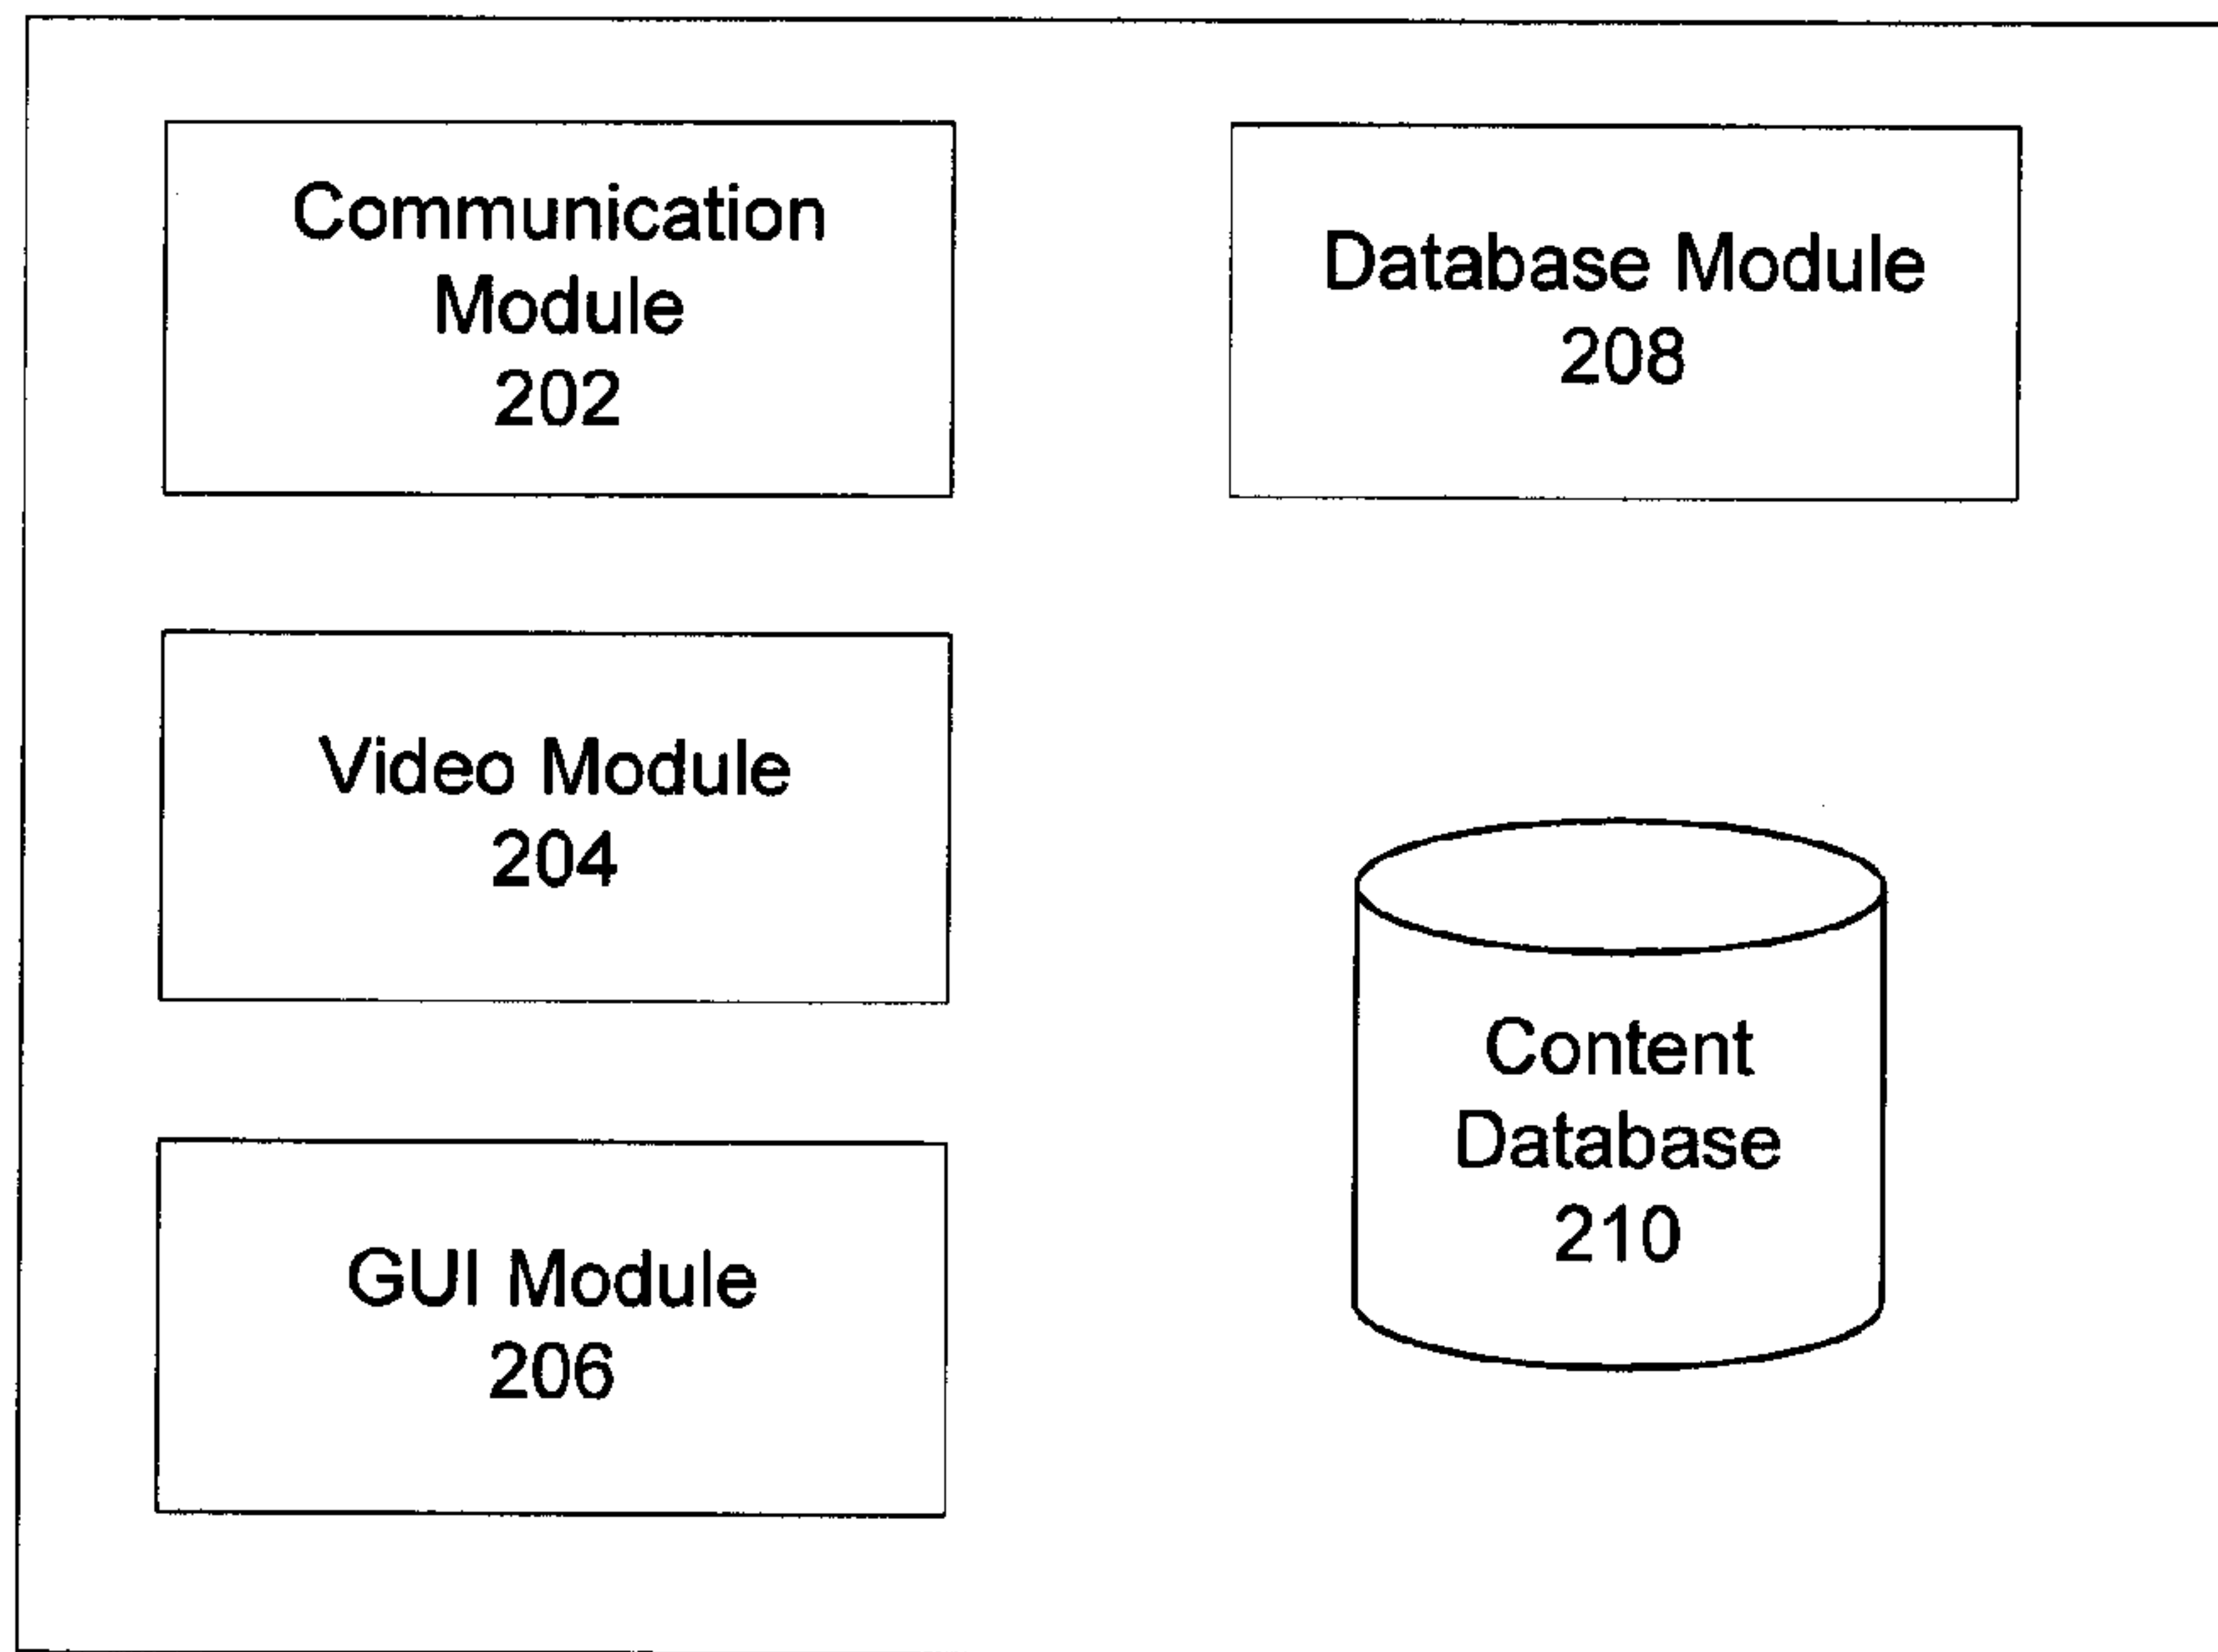 Communication
Module
202
Database Module
208
Video Module
204
Content
Database
210
GUI Module
206